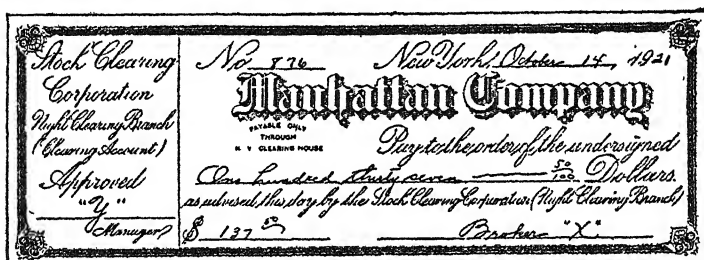 Stock Clearing
Corporation
Night Clearing Branch
(Clearing Account)
Approved
"Y"
Manager
No 876 New York, October 14, 1921
Manhattan Company
PAYABLE ONLY
THROUGH
N. Y CLEARING HOUSE
Pay to the order of the undersigned
One hundred thirty seven 50/100 Dollars.
as advised this day by the Stock Clearing Corporation (Night Clearing Branch)
$ 137 50 Broker "X"